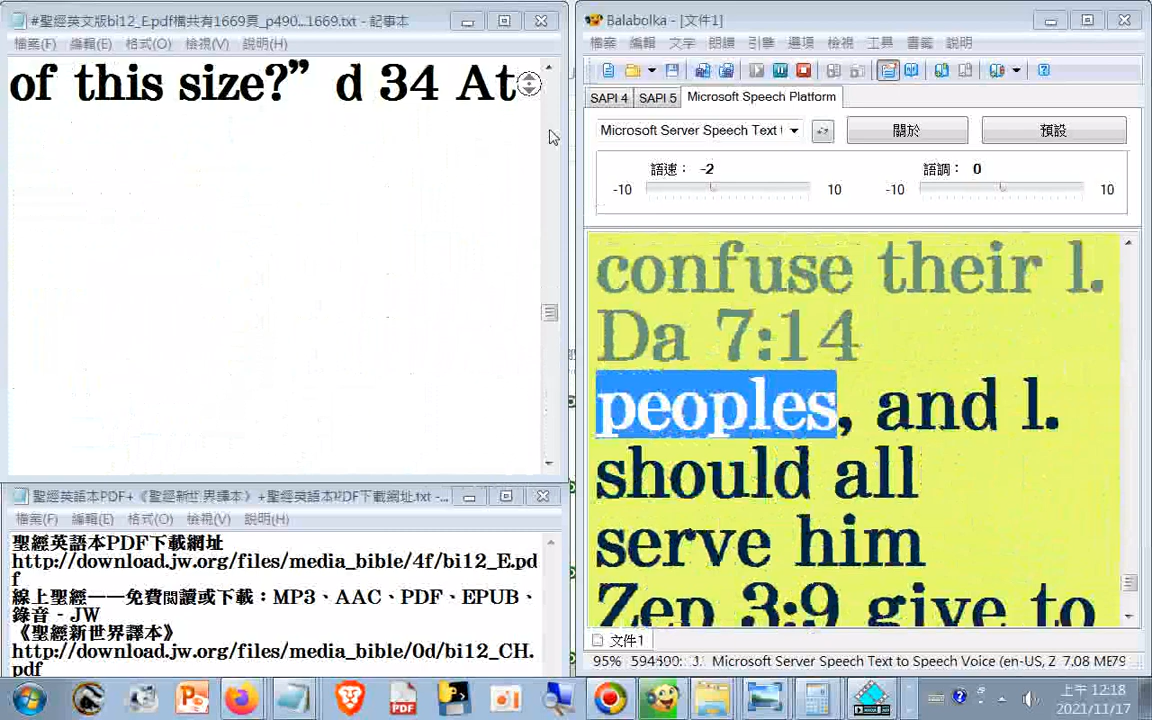 #聖經英文版bi12_E.pdf檔共有1669頁_p490...1669.txt - 記事本
檔案(F) 編輯(E) 格式(O) 檢視(V) 說明(H)
of this size?” d 34 At
聖經英語本PDF+《聖經新世界譯本》+聖經英語本PDF下載網址.txt - ...
檔案(F) 編輯(E) 格式(O) 檢視(V) 說明(H)
聖經英語本PDF下載網址
http://download.jw.org/files/media_bible/4f/bi12_E.pd
f
線上聖經——免費閱讀或下載：MP3、AAC、PDF、EPUB、
錄音 - JW
《聖經新世界譯本》
http://download.jw.org/files/media_bible/0d/bi12_CH.
pdf
Balabolka - [文件1]
檔案 編輯 文字 朗讀 引擎 選項 檢視 工具 書籤 說明
SAPI 4 SAPI 5 Microsoft Speech Platform
Microsoft Server Speech Text 關於 預設
語速： -2 語調： 0
-10 10 -10 10
confuse their l.
Da 7:14
peoples, and l.
should all
serve him
Zep 3:9 give to
文件1
95% Microsoft Server Speech Text to Speech Voice (en-US, Z 7.08 ME
上午 12:18
2021/11/17